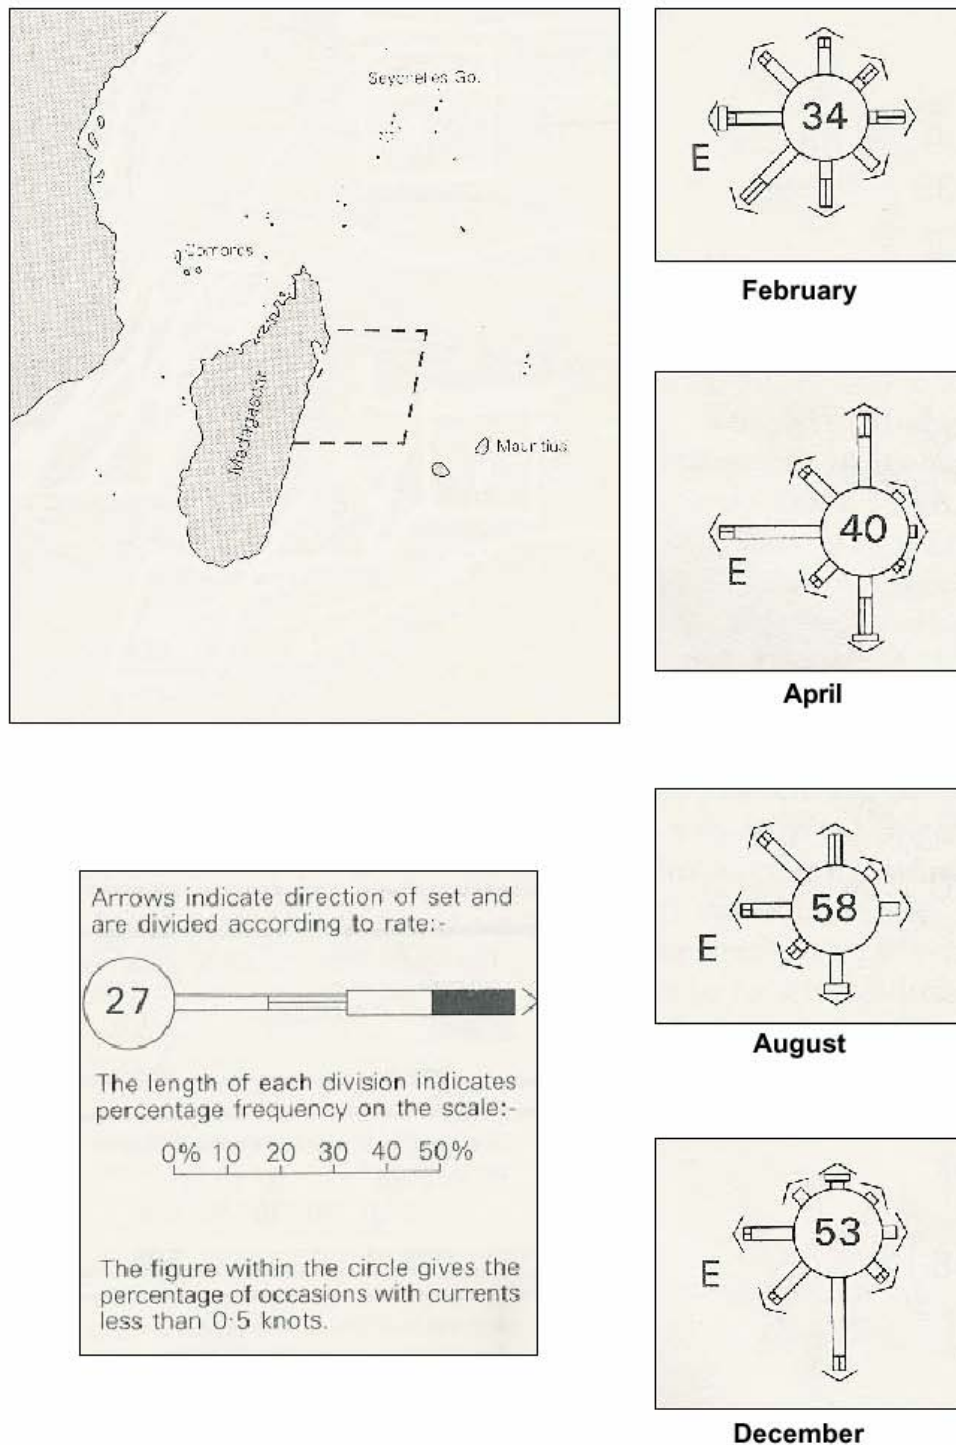 Seychelles Gp.
Comores
Madagascar
Mauritius
34
E
February
40
E
April
58
E
August
53
E
December
Arrows indicate direction of set and
are divided according to rate:-
27
The length of each division indicates
percentage frequency on the scale:-
0% 10 20 30 40 50%
The figure within the circle gives the
percentage of occasions with currents
less than 0·5 knots.